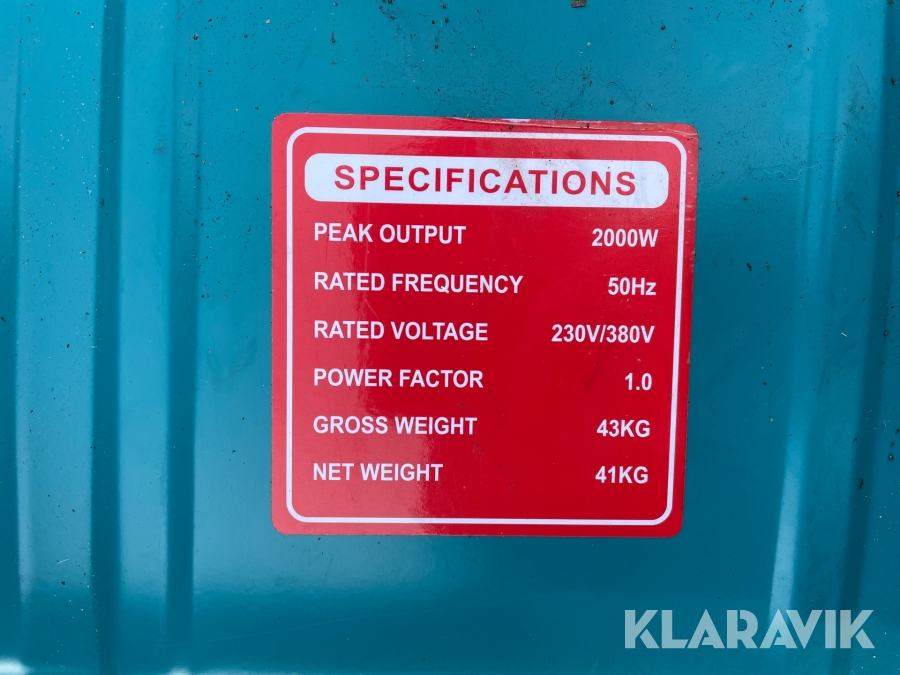 SPECIFICATIONS
PEAK OUTPUT 2000W
RATED FREQUENCY 50Hz
RATED VOLTAGE 230V/380V
POWER FACTOR 1.0
GROSS WEIGHT 43KG
NET WEIGHT 41KG
KLARAVIK